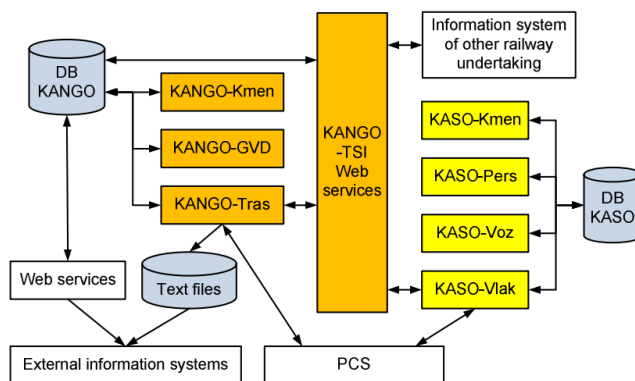 DB
KANGO
KANGO-Kmen
KANGO-GVD
KANGO-Tras
Web services
Text files
External information systems
KANGO
-TSI
Web
services
Information system
of other railway
undertaking
KASO-Kmen
KASO-Pers
KASO-Voz
KASO-Vlak
DB
KASO
PCS